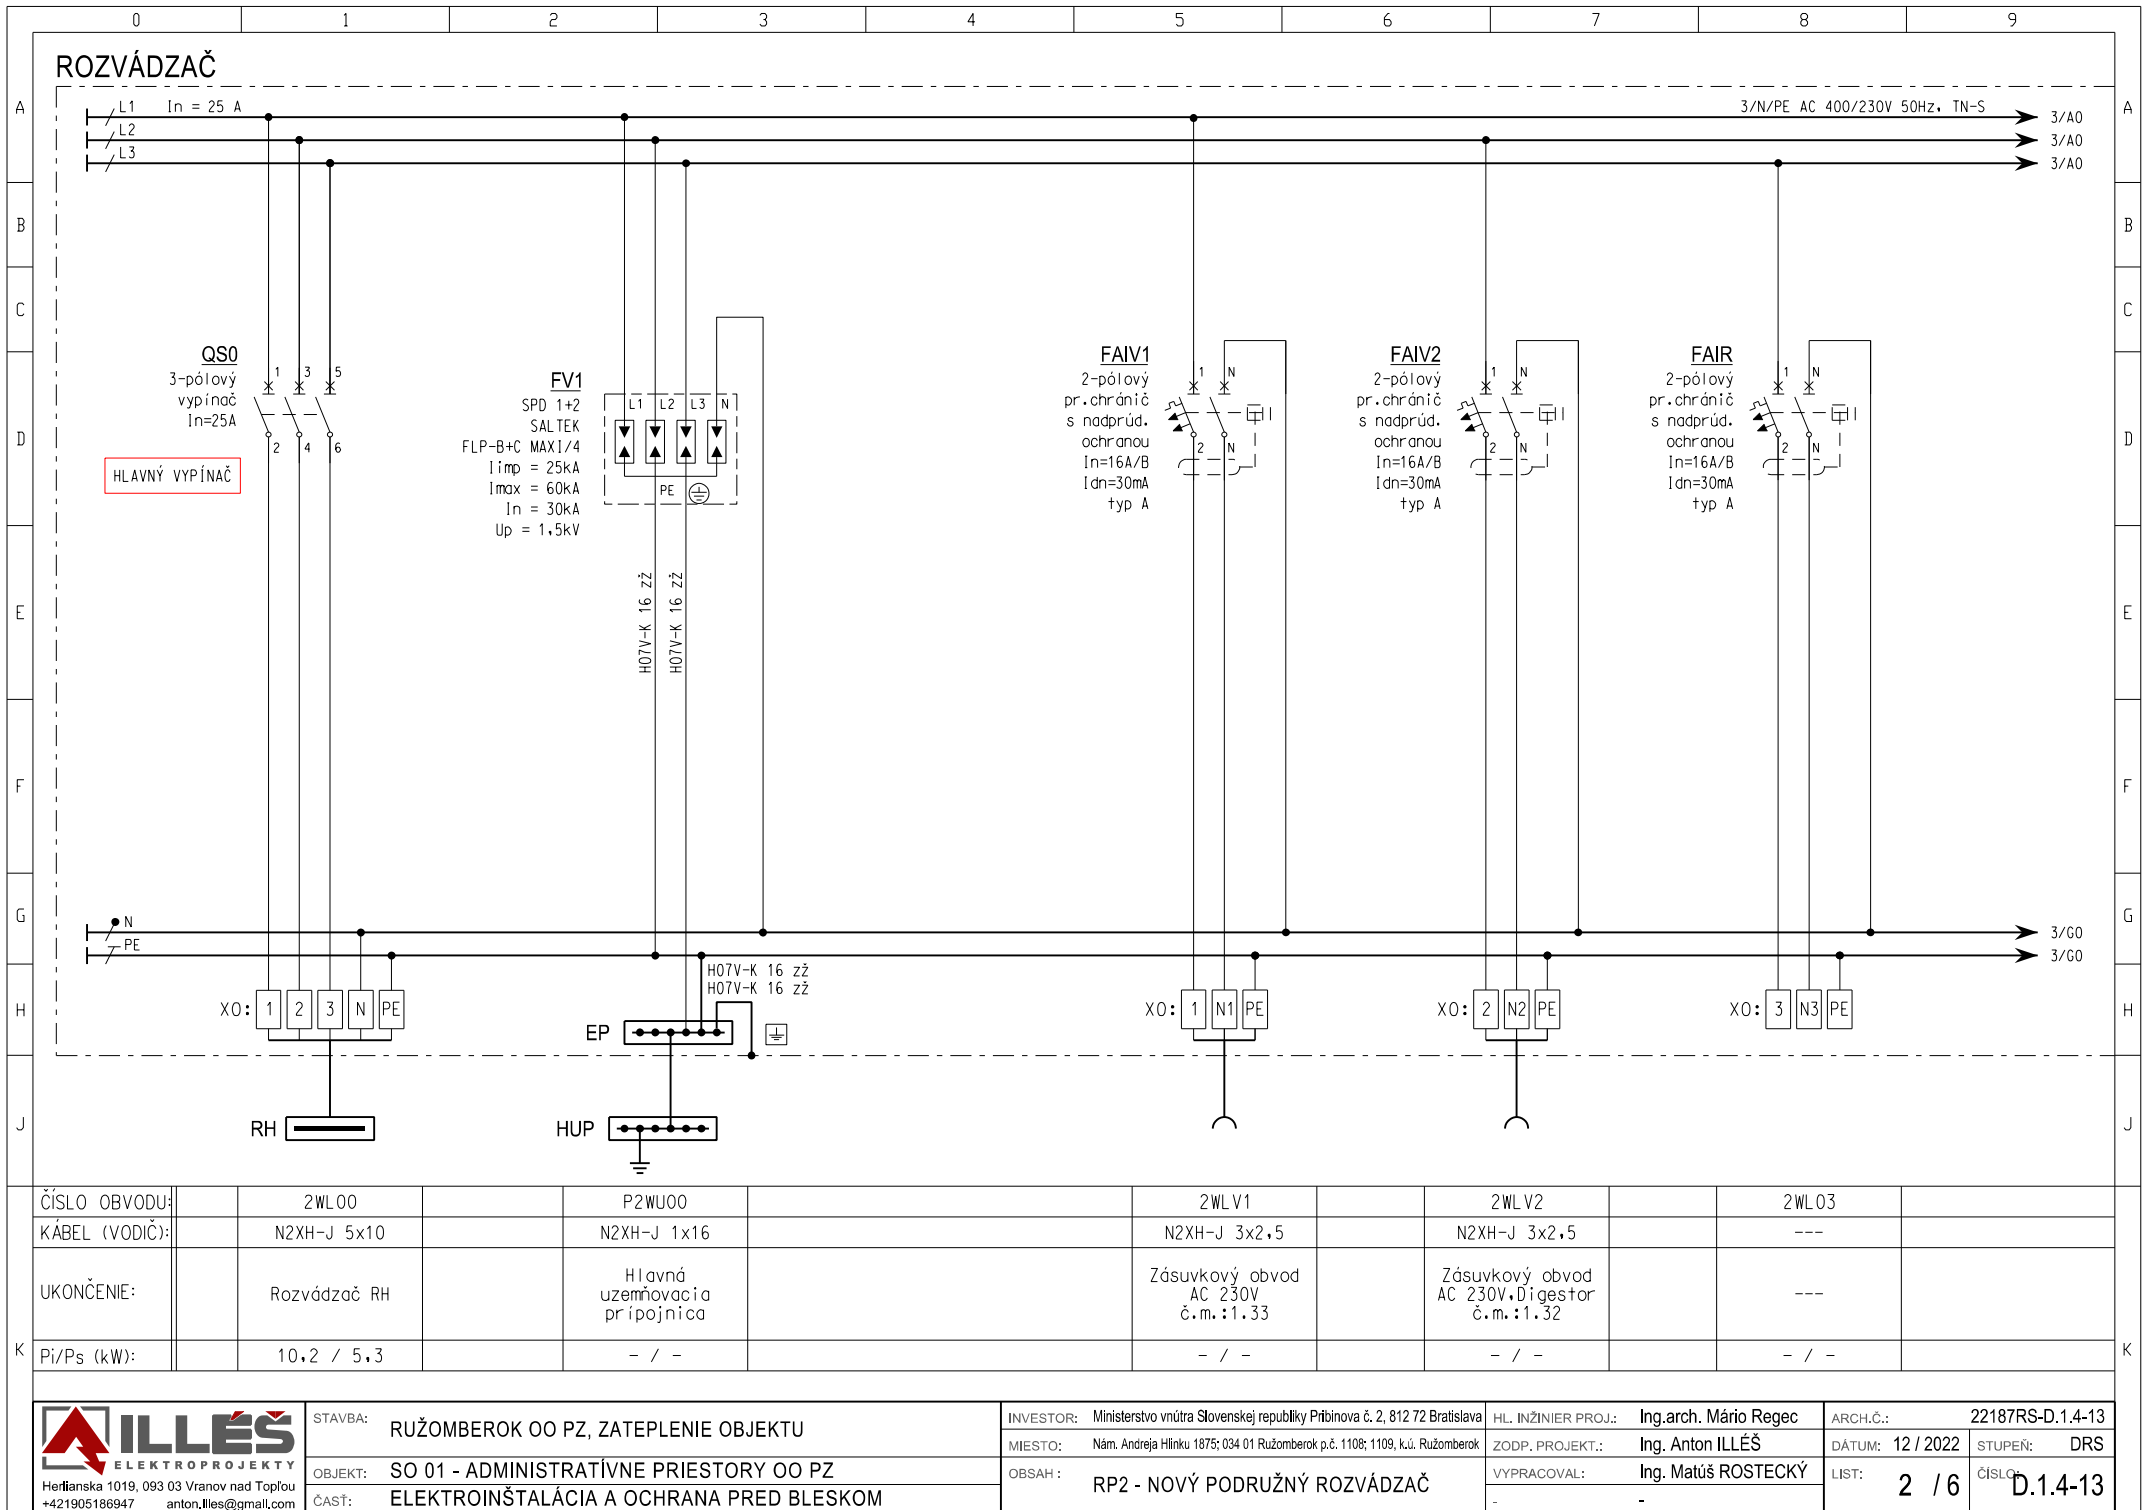 0 1 2 3 4 5 6 7 8 9
ROZVÁDZAČ
A A
L1 In = 25 A 3/N/PE AC 400/230V 50Hz, TN-S 3/A0
L2 3/A0
L3 3/A0
B B
C C
QS0
3-pólový
vypínač
In=25A
1 3 5
2 4 6
HLAVNÝ VYPÍNAČ
FV1
SPD 1+2
SALTEK
FLP-B+C MAXI/4
Iimp = 25kA
Imax = 60kA
In = 30kA
Up = 1,5kV
L1 L2 L3 N
PE
FAIV1
2-pólový
pr.chránič
s nadprúd.
ochranou
In=16A/B
Idn=30mA
typ A
1 N
2 N
FAIV2
2-pólový
pr.chránič
s nadprúd.
ochranou
In=16A/B
Idn=30mA
typ A
1 N
2 N
FAIR
2-pólový
pr.chránič
s nadprúd.
ochranou
In=16A/B
Idn=30mA
typ A
1 N
2 N
D D
H07V-K 16 zž
H07V-K 16 zž
E E
F F
G G
N 3/G0
PE 3/G0
H07V-K 16 zž
H07V-K 16 zž
H H
XO: 1 2 3 N PE
EP
XO: 1 N1 PE
XO: 2 N2 PE
XO: 3 N3 PE
J J
RH
HUP
ČÍSLO OBVODU: 2WL00 P2WU00 2WLV1 2WLV2 2WL03
KÁBEL (VODIČ): N2XH-J 5x10 N2XH-J 1x16 N2XH-J 3x2,5 N2XH-J 3x2,5 ---
UKONČENIE: Rozvádzač RH
Hlavná
uzemňovacia
prípojnica
Zásuvkový obvod
AC 230V
č.m.:1.33
Zásuvkový obvod
AC 230V,Digestor
č.m.:1.32
---
K K
Pi/Ps (kW): 10,2 / 5,3 - / - - / - - / - - / -
ILLÉŠ
ELEKTROPROJEKTY
Herlianska 1019, 093 03 Vranov nad Topľou
+421905186947 anton.illes@gmail.com
STAVBA: RUŽOMBEROK OO PZ, ZATEPLENIE OBJEKTU
OBJEKT: SO 01 - ADMINISTRATÍVNE PRIESTORY OO PZ
ČASŤ: ELEKTROINŠTALÁCIA A OCHRANA PRED BLESKOM
INVESTOR: Ministerstvo vnútra Slovenskej republiky Pribinova č. 2, 812 72 Bratislava
MIESTO: Nám. Andreja Hlinku 1875; 034 01 Ružomberok p.č. 1108; 1109, k.ú. Ružomberok
OBSAH : RP2 - NOVÝ PODRUŽNÝ ROZVÁDZAČ
HL. INŽINIER PROJ.: Ing.arch. Mário Regec
ZODP. PROJEKT.: Ing. Anton ILLÉŠ
VYPRACOVAL: Ing. Matúš ROSTECKÝ
- -
ARCH.Č.: 22187RS-D.1.4-13
DÁTUM: 12 / 2022 STUPEŇ: DRS
LIST: 2 / 6 ČÍSLO: D.1.4-13